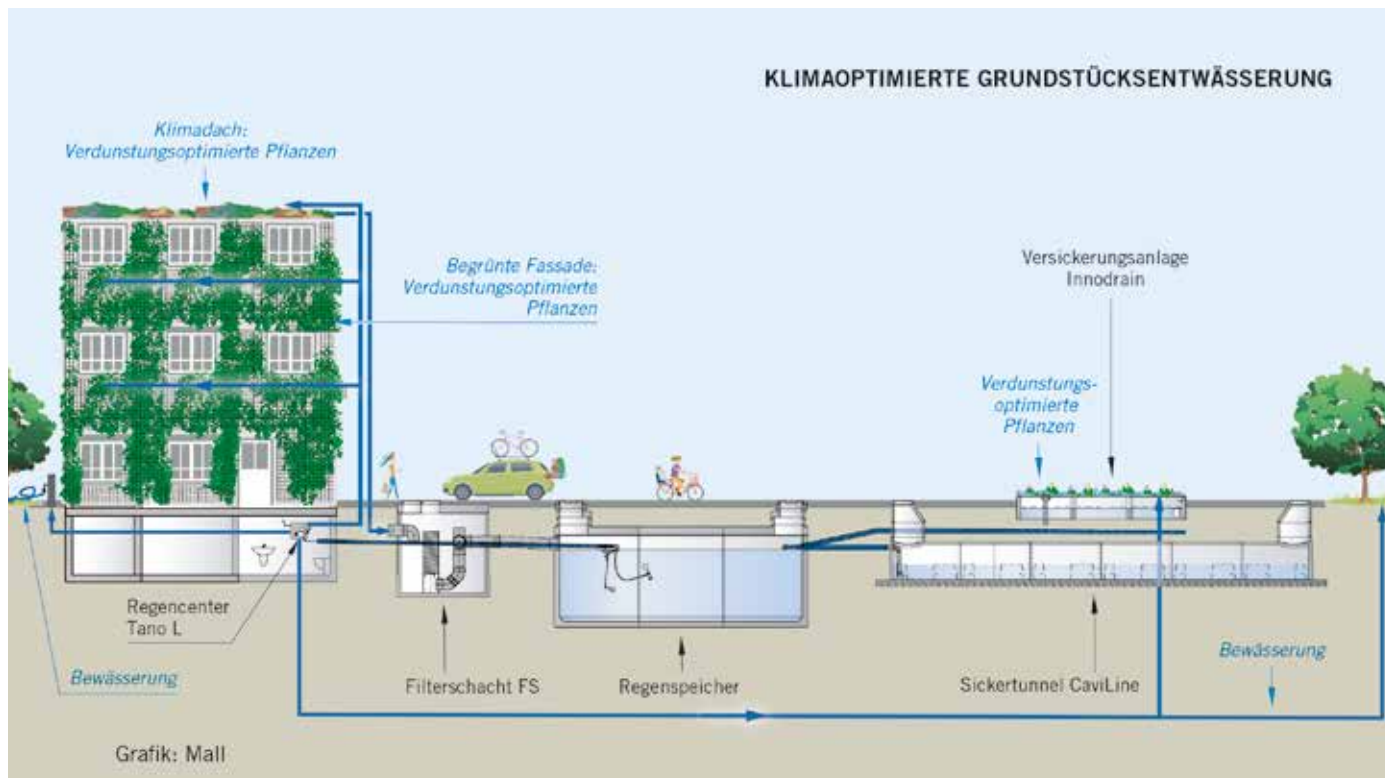 KLIMAOPTIMIERTE GRUNDSTÜCKSENTWÄSSERUNG
Klimadach:
Verdunstungsoptimierte Pflanzen
Begrünte Fassade:
Verdunstungsoptimierte
Pflanzen
Versickerungsanlage
Innodrain
Verdunstungs-
optimierte
Pflanzen
Regencenter
Tano L
Bewässerung
Filterschacht FS
Regenspeicher
Sickertunnel CaviLine
Bewässerung
Grafik: Mall